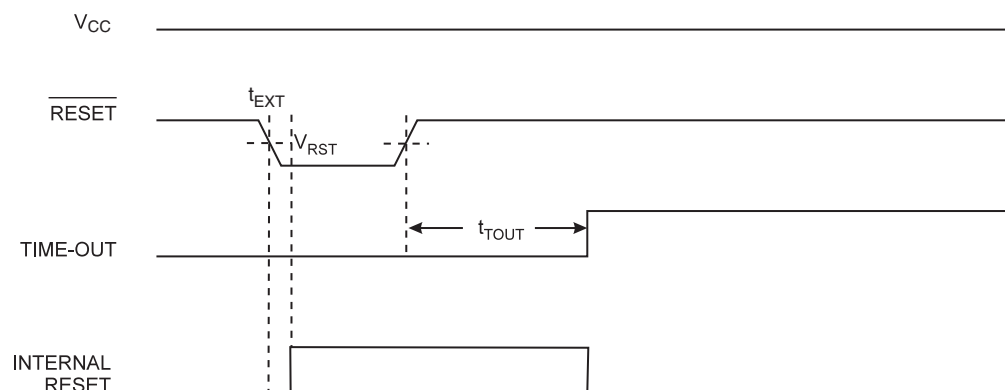 VCC
RESET
tEXT
VRST
tTOUT
TIME-OUT
INTERNAL
RESET